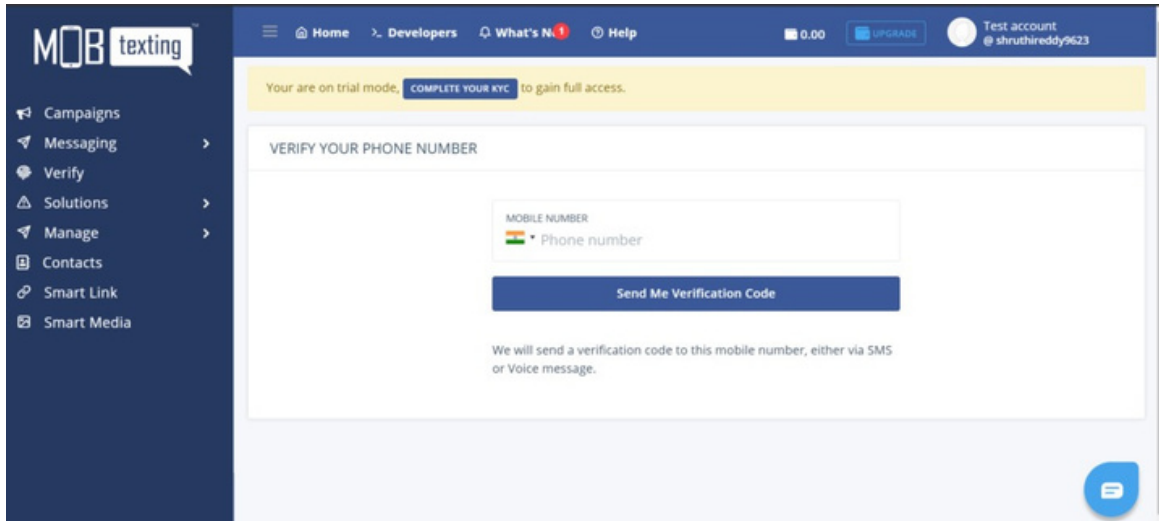 MOB texting
Campaigns
Messaging
Verify
Solutions
Manage
Contacts
Smart Link
Smart Media
Home Developers What's N 1 Help 0.00 UPGRADE
Test account
@ shruthireddy9623
Your are on trial mode, COMPLETE YOUR KYC to gain full access.
VERIFY YOUR PHONE NUMBER
MOBILE NUMBER
Phone number
Send Me Verification Code
We will send a verification code to this mobile number, either via SMS
or Voice message.